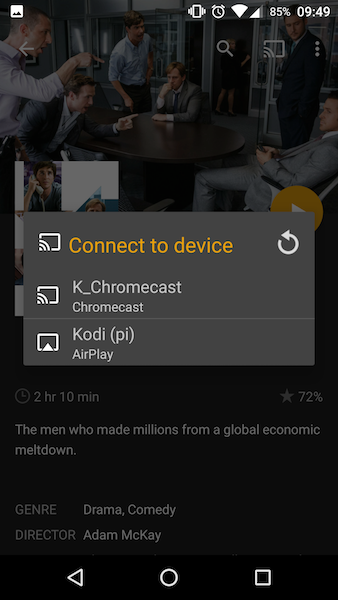 85% 09:49
Connect to device
K_Chromecast
Chromecast
Kodi (pi)
AirPlay
2 hr 10 min 72%
The men who made millions from a global economic
meltdown.
GENRE Drama, Comedy
DIRECTOR Adam McKay